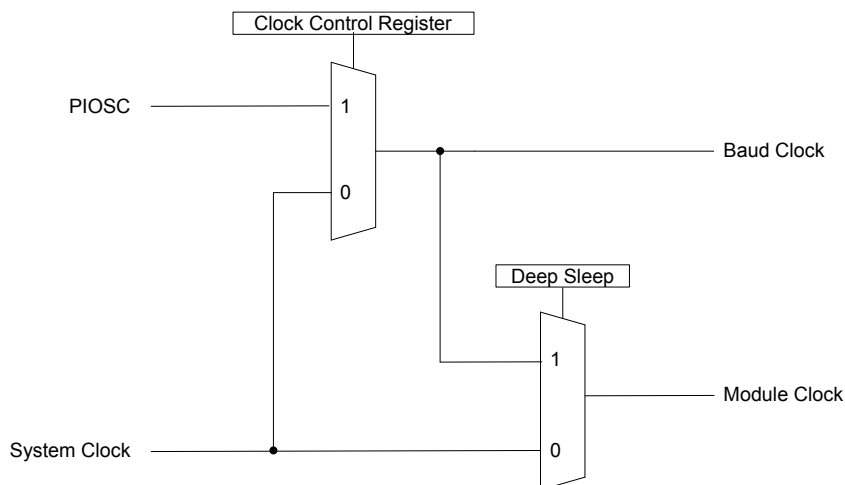 Clock Control Register
PIOSC
1
Baud Clock
0
Deep Sleep
1
Module Clock
System Clock
0